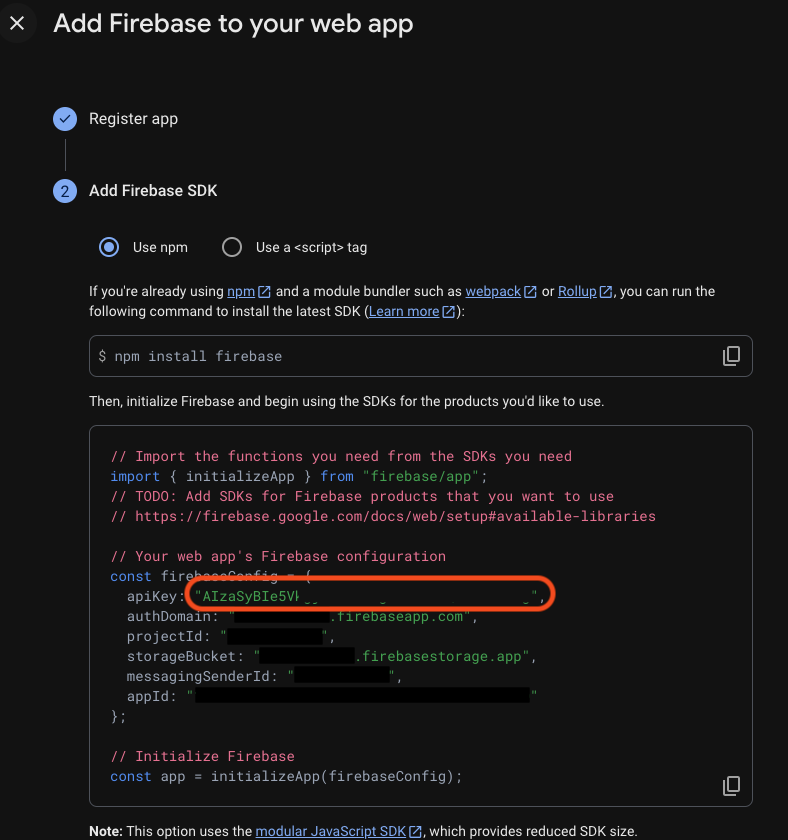 Add Firebase to your web app
Register app
2 Add Firebase SDK
Use npm Use a <script> tag
If you're already using npm and a module bundler such as webpack or Rollup, you can run the
following command to install the latest SDK (Learn more):
$ npm install firebase
Then, initialize Firebase and begin using the SDKs for the products you'd like to use.
// Import the functions you need from the SDKs you need
import { initializeApp } from "firebase/app";
// TODO: Add SDKs for Firebase products that you want to use
// https://firebase.google.com/docs/web/setup#available-libraries
// Your web app's Firebase configuration
const firebaseConfig = {
apiKey: "AIzaSyBIe5Vk",
authDomain: ".firebaseapp.com",
projectId: "",
storageBucket: ".firebasestorage.app",
messagingSenderId: "",
appId: ""
};
// Initialize Firebase
const app = initializeApp(firebaseConfig);
Note: This option uses the modular JavaScript SDK, which provides reduced SDK size.